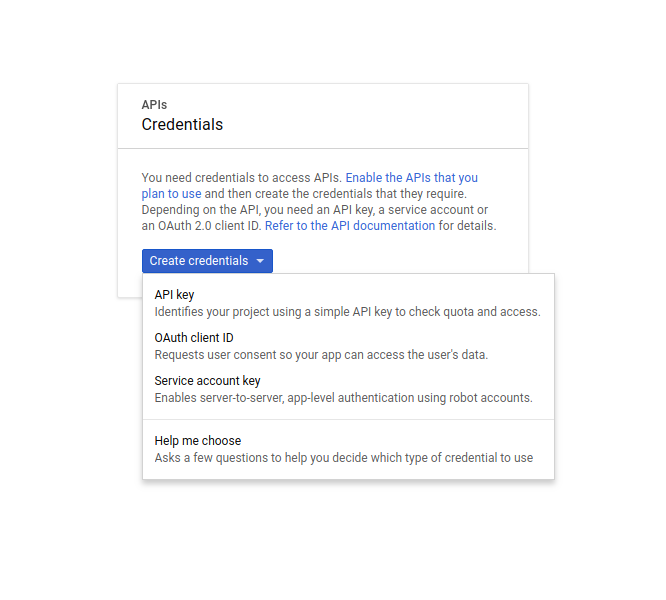 APIs
Credentials
You need credentials to access APIs. Enable the APIs that you
plan to use and then create the credentials that they require.
Depending on the API, you need an API key, a service account or
an OAuth 2.0 client ID. Refer to the API documentation for details.
Create credentials
API key
Identifies your project using a simple API key to check quota and access.
OAuth client ID
Requests user consent so your app can access the user's data.
Service account key
Enables server-to-server, app-level authentication using robot accounts.
Help me choose
Asks a few questions to help you decide which type of credential to use